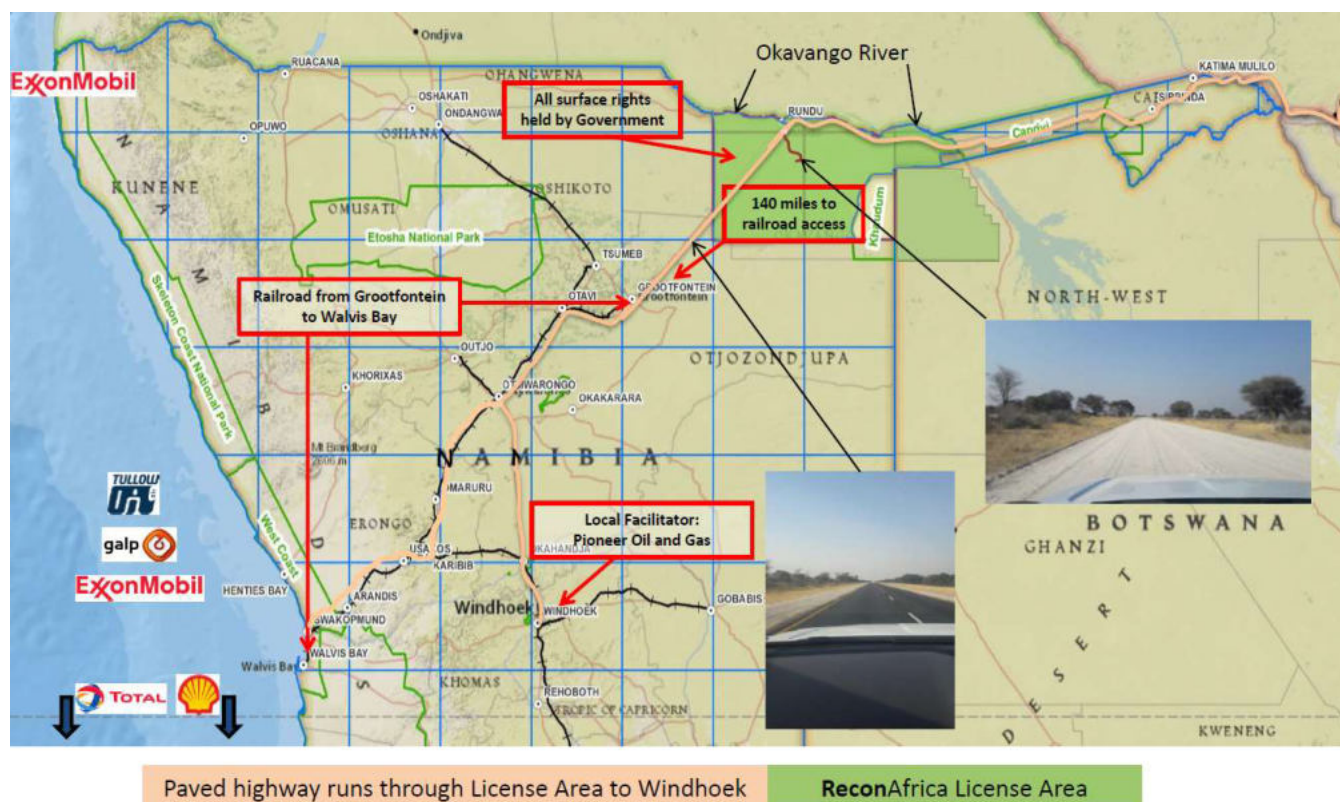 Ondjiva
Okavango River
RUACANA
OHANGWENA
KATIMA MULILO
ExxonMobil
OSHAKATI
ONDANGWA
All surface rights
held by Government
RUNDU
OPUWO
OSHANA
Caprivi
KUNENE
OSHIKOTO
OMUSATI
140 miles to
railroad access
Khaudum
Etosha National Park
TSUMEB
Railroad from Grootfontein
to Walvis Bay
GROOTFONTEIN
Grootfontein
OTAVI
NORTH-WEST
Skeleton Coast National Park
NAMIB
OUTJO
OTJOZONDJUPA
KHORIXAS
OTJIWARONGO
OKAKARARA
Mt Brandberg
NAMIBIA
TULLOW
Oil
OMARURU
galp
West Coast
ERONGO
Local Facilitator:
Pioneer Oil and Gas
BOTSWANA
GHANZI
ExxonMobil
HENTIES BAY
USAKOS
KARIBIB
OKAHANDJA
ARANDIS
Windhoek
WINDHOEK
GOBABIS
SWAKOPMUND
WALVIS BAY
Walvis Bay
DESERT
TOTAL
KHOMAS
REHOBOTH
TROPIC OF CAPRICORN
KWENENG
Paved highway runs through License Area to Windhoek
ReconAfrica License Area